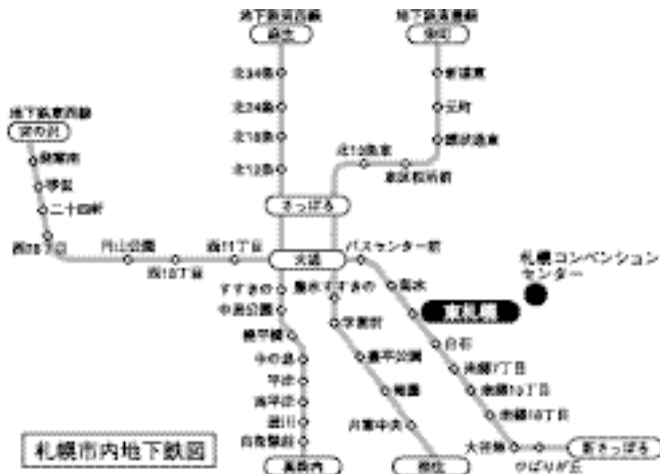 地下鉄南北線
地下鉄東豊線
麻生
栄町
北34条
新道東
北24条
元町
地下鉄東西線
宮の沢
北18条
環状通東
発寒南
北13条東
琴似
北12条
東区役所前
二十四軒
さっぽろ
西28丁目
円山公園
西11丁目
大通
バスセンター前
札幌コンベンション
センター
西18丁目
すすきの
豊水すすきの
菊水
中島公園
東札幌
学園前
幌平橋
白石
中の島
豊平公園
南郷7丁目
平岸
美園
南郷13丁目
南平岸
南郷18丁目
澄川
月寒中央
自衛隊前
大谷地
新さっぽろ
ひばりが丘
札幌市内地下鉄図
真駒内
福住